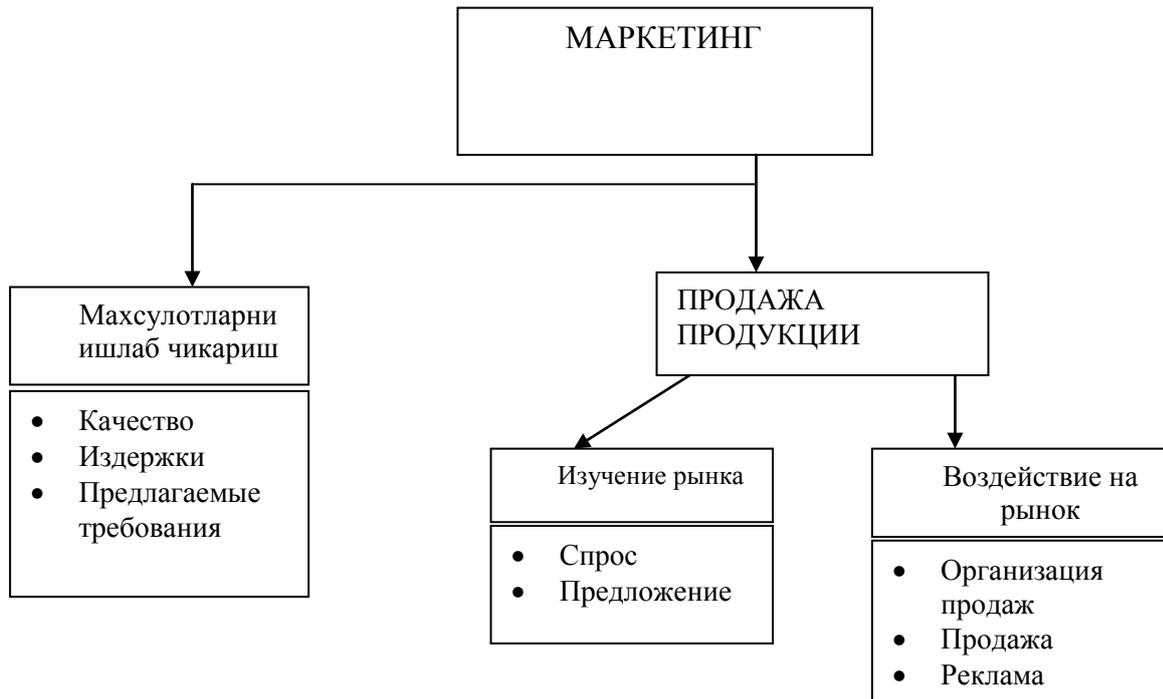 МАРКЕТИНГ
Махсулотларни
ишлаб чикариш
• Качество
• Издержки
• Предлагаемые
требования
ПРОДАЖА
ПРОДУКЦИИ
Изучение рынка
• Спрос
• Предложение
Воздействие на
рынок
• Организация
продаж
• Продажа
• Реклама